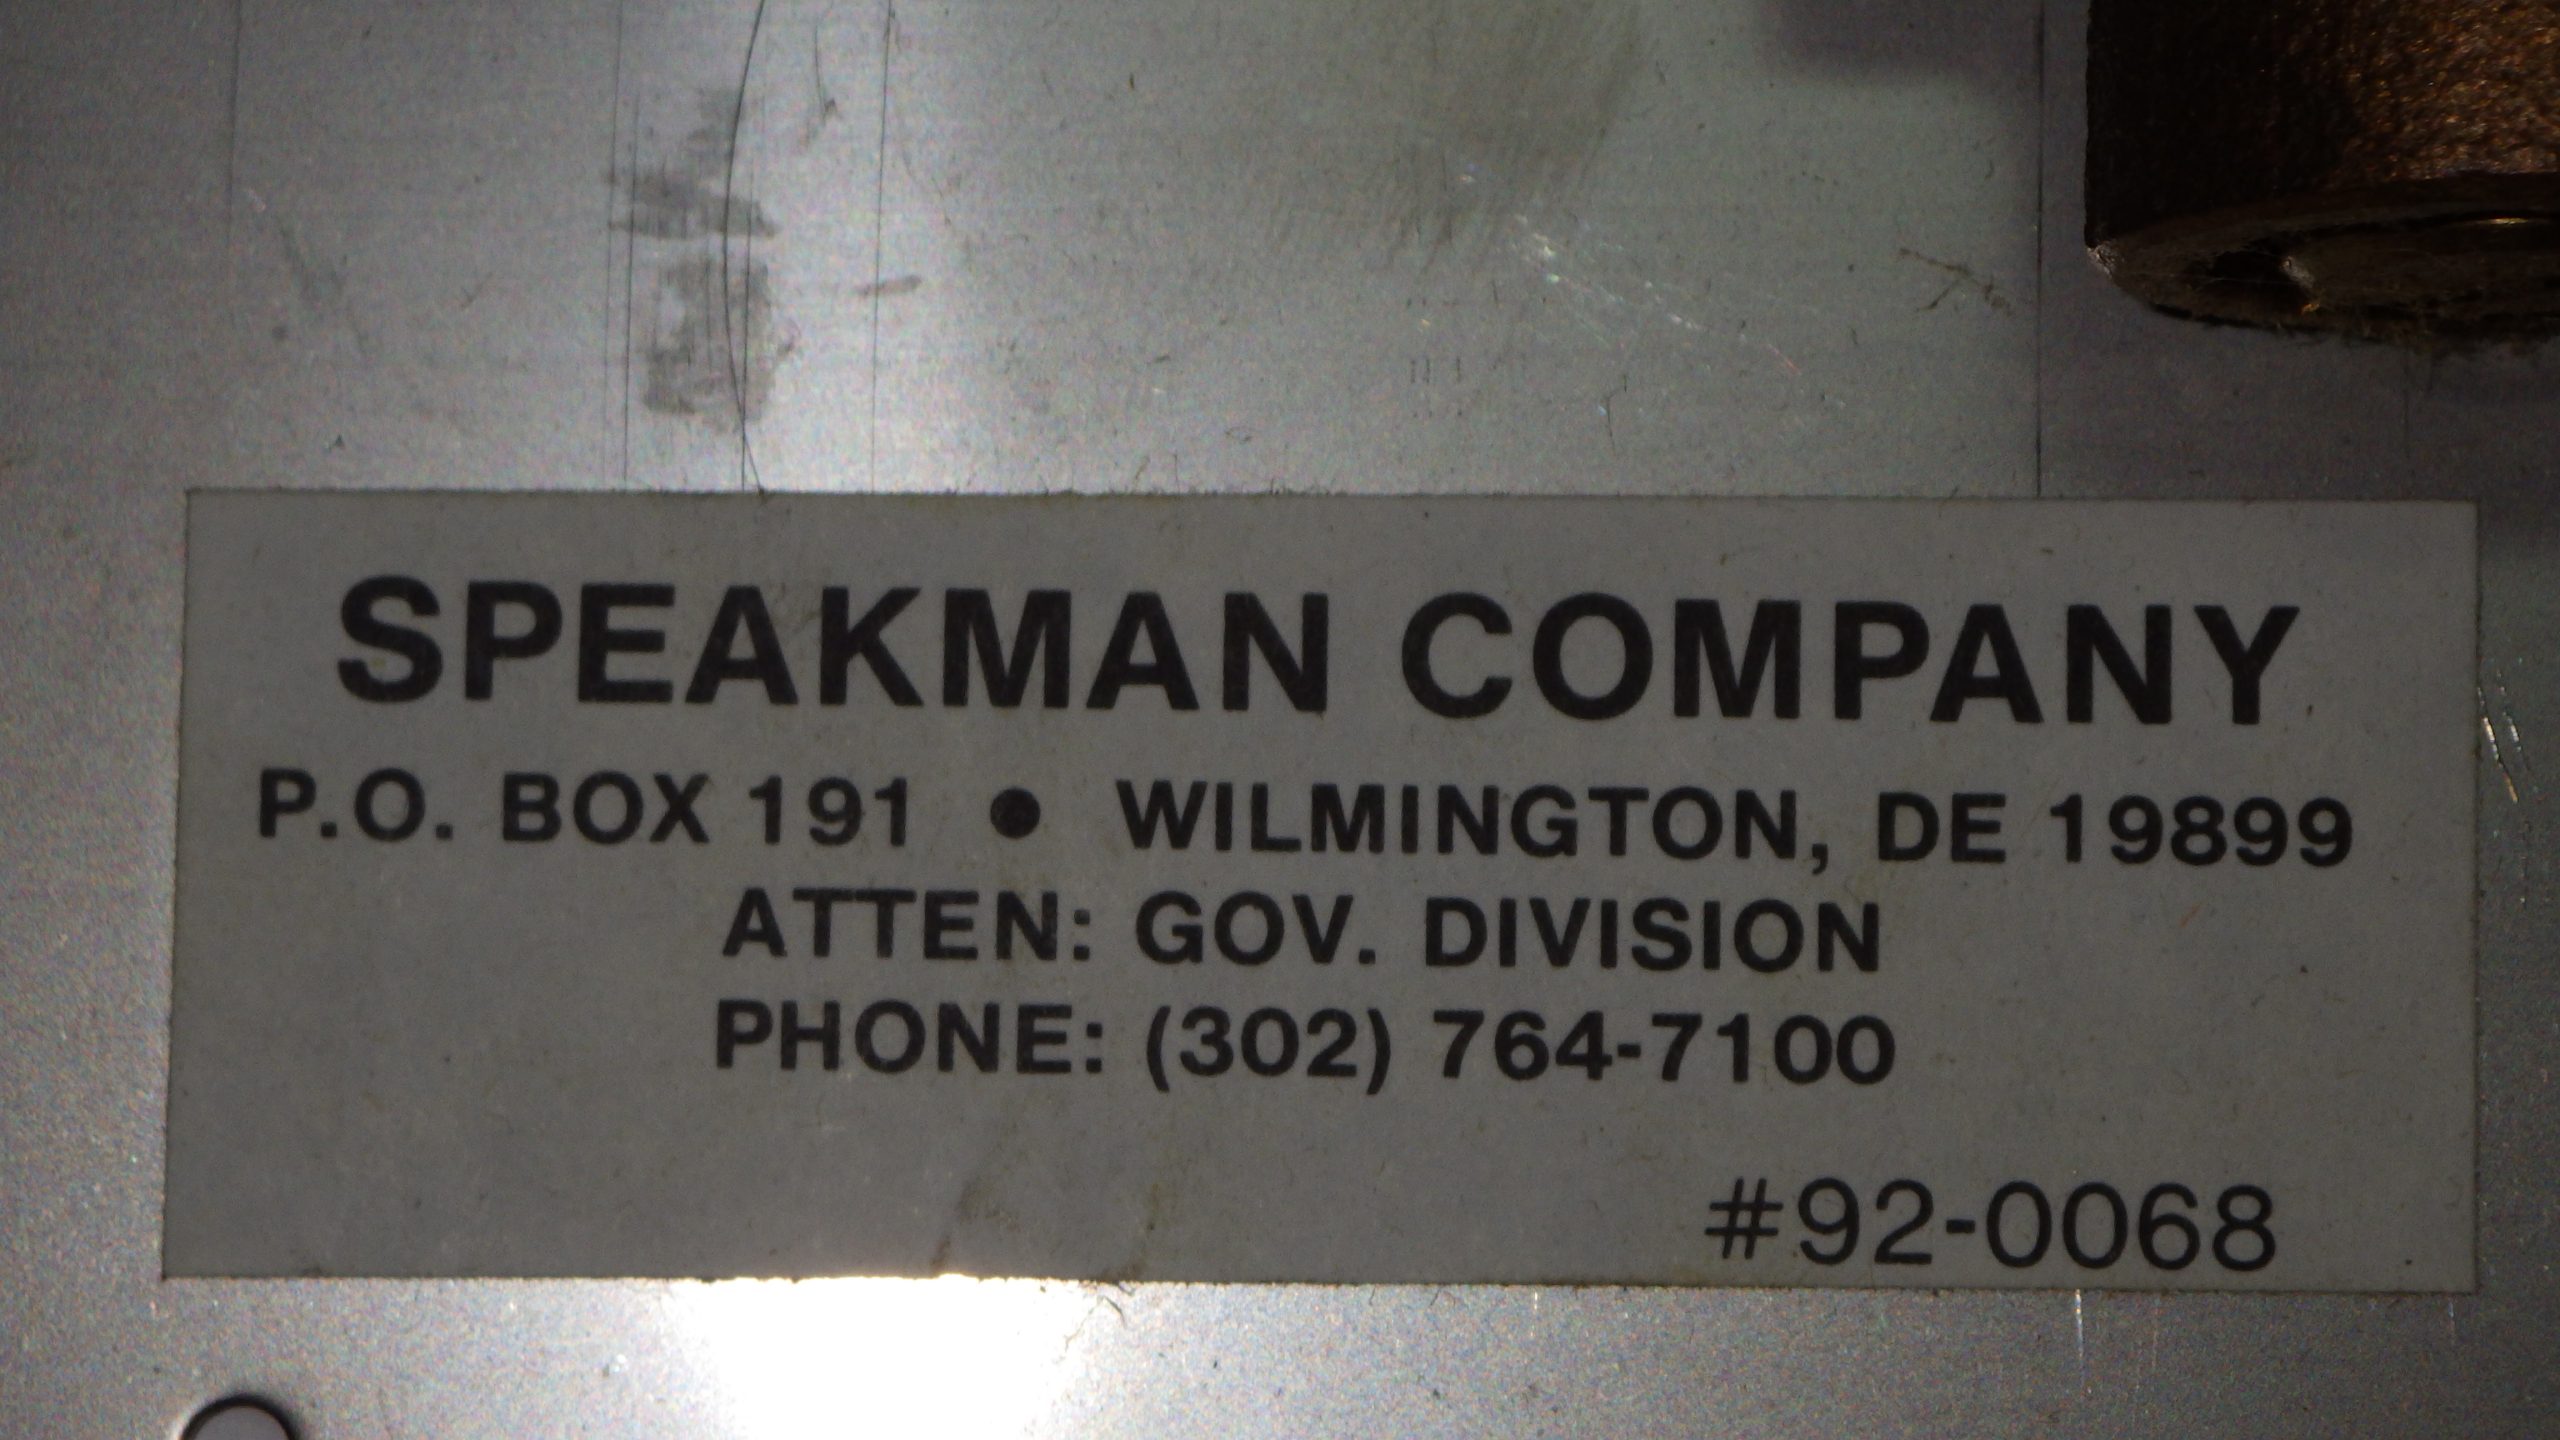 SPEAKMAN COMPANY
P.O. BOX 191 • WILMINGTON, DE 19899
ATTEN: GOV. DIVISION
PHONE: (302) 764-7100
#92-0068